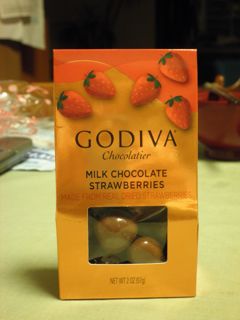 GODIVA
Chocolatier
MILK CHOCOLATE
STRAWBERRIES
MADE FROM REAL DRIED STRAWBERRIES
NET WT 2 OZ (57g)